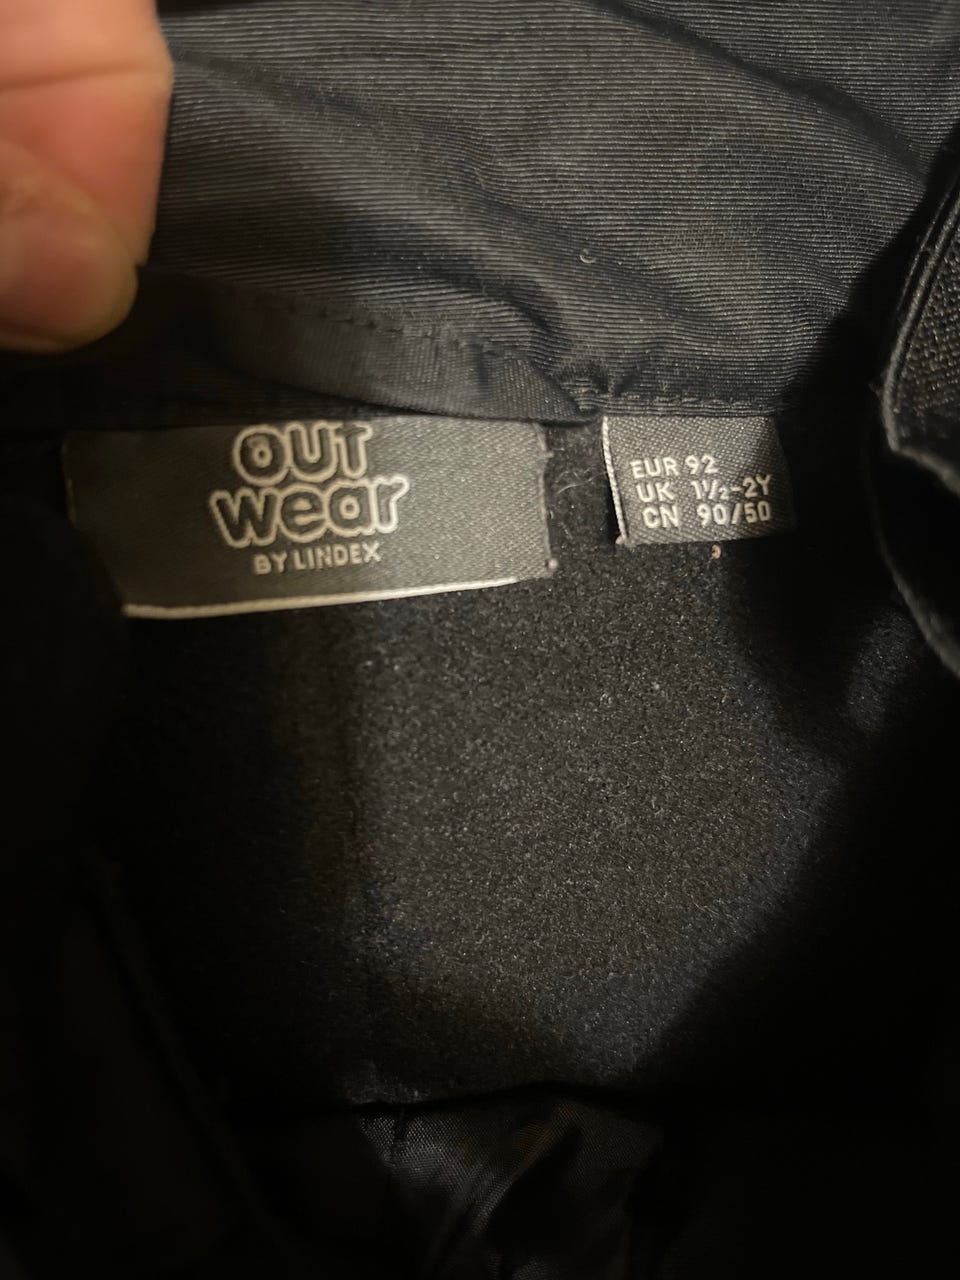 OUT
wear
BY LINDEX
EUR 92
UK 1½-2Y
CN 90/50